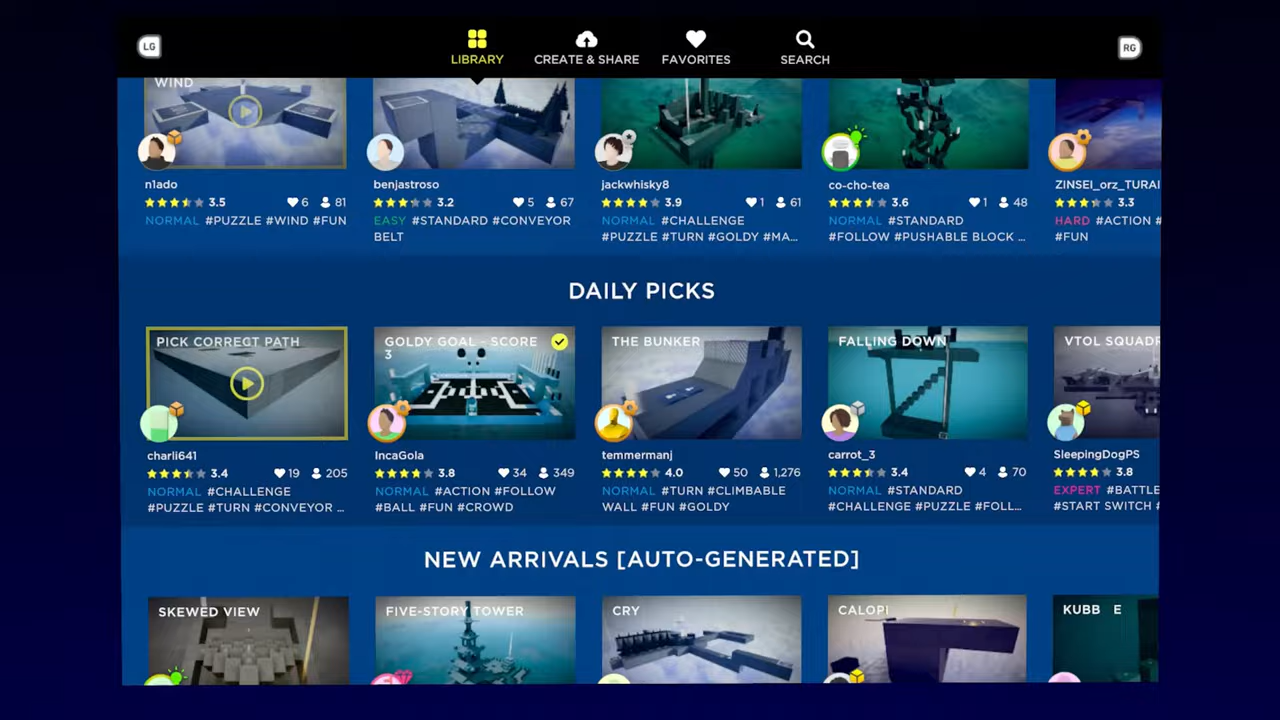 LG
LIBRARY
CREATE & SHARE
FAVORITES
SEARCH
RG
WIND
n1ado
3.5 6 81
NORMAL #PUZZLE #WIND #FUN
benjastroso
3.2 5 67
EASY #STANDARD #CONVEYOR
BELT
jackwhisky8
3.9 1 61
NORMAL #CHALLENGE
#PUZZLE #TURN #GOLDY #MA...
co-cho-tea
3.6 1 48
NORMAL #STANDARD
#FOLLOW #PUSHABLE BLOCK ...
ZINSEI_orz_TURAI
3.3
HARD #ACTION #
#FUN
DAILY PICKS
PICK CORRECT PATH
charli641
3.4 19 205
NORMAL #CHALLENGE
#PUZZLE #TURN #CONVEYOR ...
GOLDY GOAL - SCORE
3
IncaGola
3.8 34 349
NORMAL #ACTION #FOLLOW
#BALL #FUN #CROWD
THE BUNKER
temmermanj
4.0 50 1,276
NORMAL #TURN #CLIMBABLE
WALL #FUN #GOLDY
FALLING DOWN
carrot_3
3.4 4 70
NORMAL #STANDARD
#CHALLENGE #PUZZLE #FOLL...
VTOL SQUADR
SleepingDogPS
3.8
EXPERT #BATTLE
#START SWITCH #
NEW ARRIVALS [AUTO-GENERATED]
SKEWED VIEW
FIVE-STORY TOWER
CRY
CALOPI
KUBB E